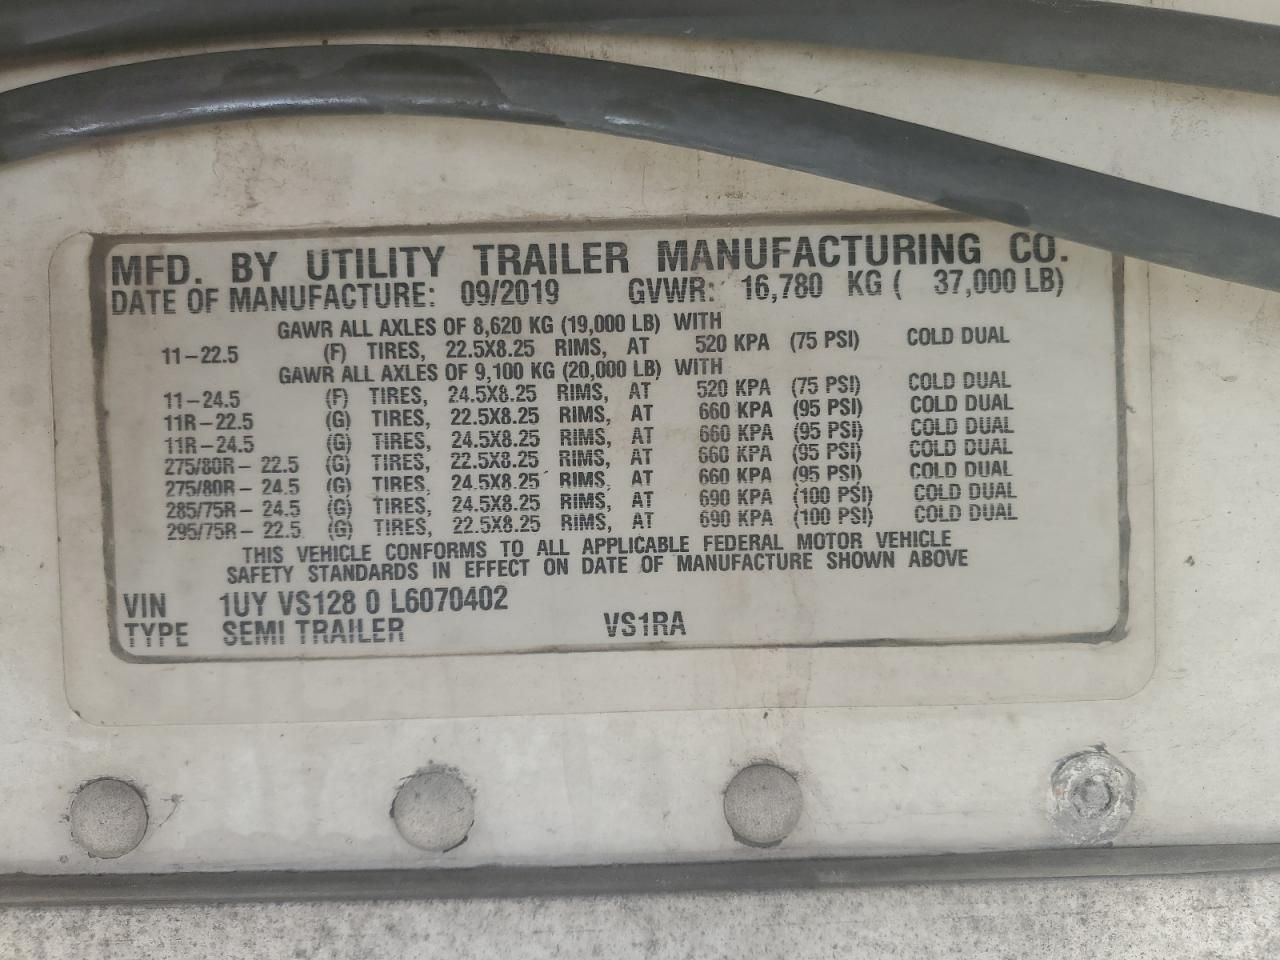 MFD. BY UTILITY TRAILER MANUFACTURING CO.
DATE OF MANUFACTURE: 09/2019 GVWR: 16,780 KG ( 37,000 LB)
GAWR ALL AXLES OF 8,620 KG (19,000 LB) WITH
11-22.5 (F) TIRES, 22.5X8.25 RIMS, AT 520 KPA (75 PSI) COLD DUAL
GAWR ALL AXLES OF 9,100 KG (20,000 LB) WITH
11-24.5 (F) TIRES, 24.5X8.25 RIMS, AT 520 KPA (75 PSI) COLD DUAL
11R-22.5 (G) TIRES, 22.5X8.25 RIMS, AT 660 KPA (95 PSI) COLD DUAL
11R-24.5 (G) TIRES, 24.5X8.25 RIMS, AT 660 KPA (95 PSI) COLD DUAL
275/80R- 22.5 (G) TIRES, 22.5X8.25 RIMS, AT 660 KPA (95 PSI) COLD DUAL
275/80R- 24.5 (G) TIRES, 24.5X8.25 RIMS, AT 660 KPA (95 PSI) COLD DUAL
285/75R- 24.5 (G) TIRES, 24.5X8.25 RIMS, AT 690 KPA (100 PSI) COLD DUAL
295/75R- 22.5 (G) TIRES, 22.5X8.25 RIMS, AT 690 KPA (100 PSI) COLD DUAL
THIS VEHICLE CONFORMS TO ALL APPLICABLE FEDERAL MOTOR VEHICLE
SAFETY STANDARDS IN EFFECT ON DATE OF MANUFACTURE SHOWN ABOVE
VIN 1UY VS128 0 L6070402
TYPE SEMI TRAILER VS1RA